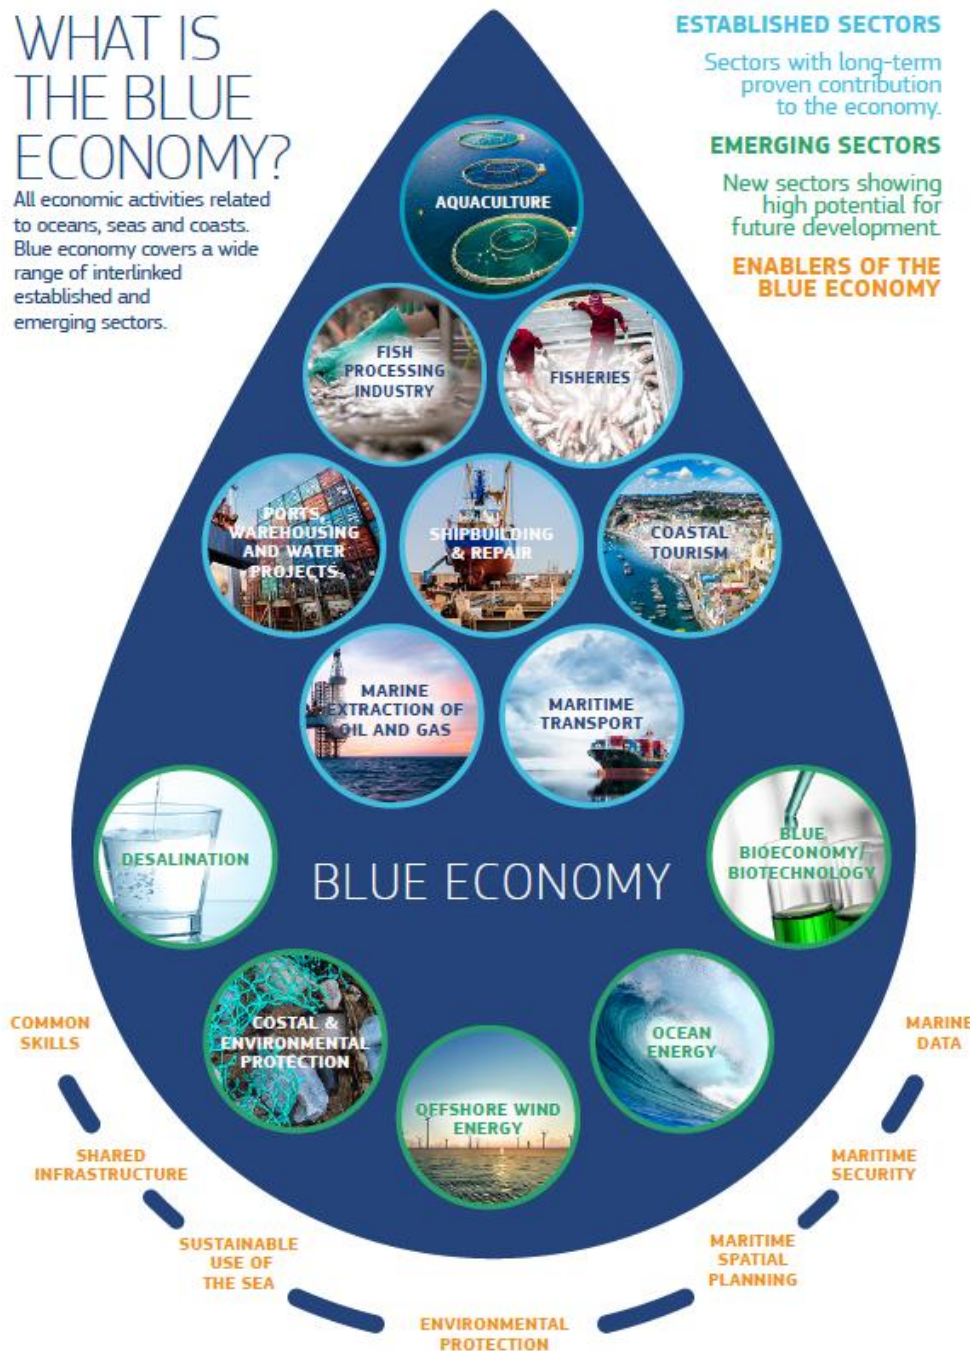 WHAT IS
THE BLUE
ECONOMY?
All economic activities related
to oceans, seas and coasts.
Blue economy covers a wide
range of interlinked
established and
emerging sectors.
ESTABLISHED SECTORS
Sectors with long-term
proven contribution
to the economy.
EMERGING SECTORS
New sectors showing
high potential for
future development.
ENABLERS OF THE
BLUE ECONOMY
AQUACULTURE
FISH
PROCESSING
INDUSTRY
FISHERIES
PORTS,
WAREHOUSING
AND WATER
PROJECTS
SHIPBUILDING
& REPAIR
COASTAL
TOURISM
MARINE
EXTRACTION OF
OIL AND GAS
MARITIME
TRANSPORT
DESALINATION
BLUE ECONOMY
BLUE
BIOECONOMY/
BIOTECHNOLOGY
COSTAL &
ENVIRONMENTAL
PROTECTION
OFFSHORE WIND
ENERGY
OCEAN
ENERGY
COMMON
SKILLS
SHARED
INFRASTRUCTURE
SUSTAINABLE
USE OF
THE SEA
ENVIRONMENTAL
PROTECTION
MARITIME
SPATIAL
PLANNING
MARITIME
SECURITY
MARINE
DATA